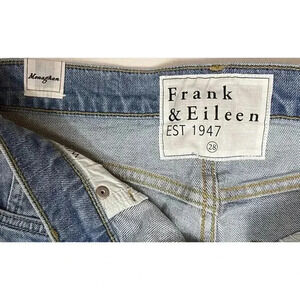 Monaghan
Frank
& Eileen
EST 1947
28